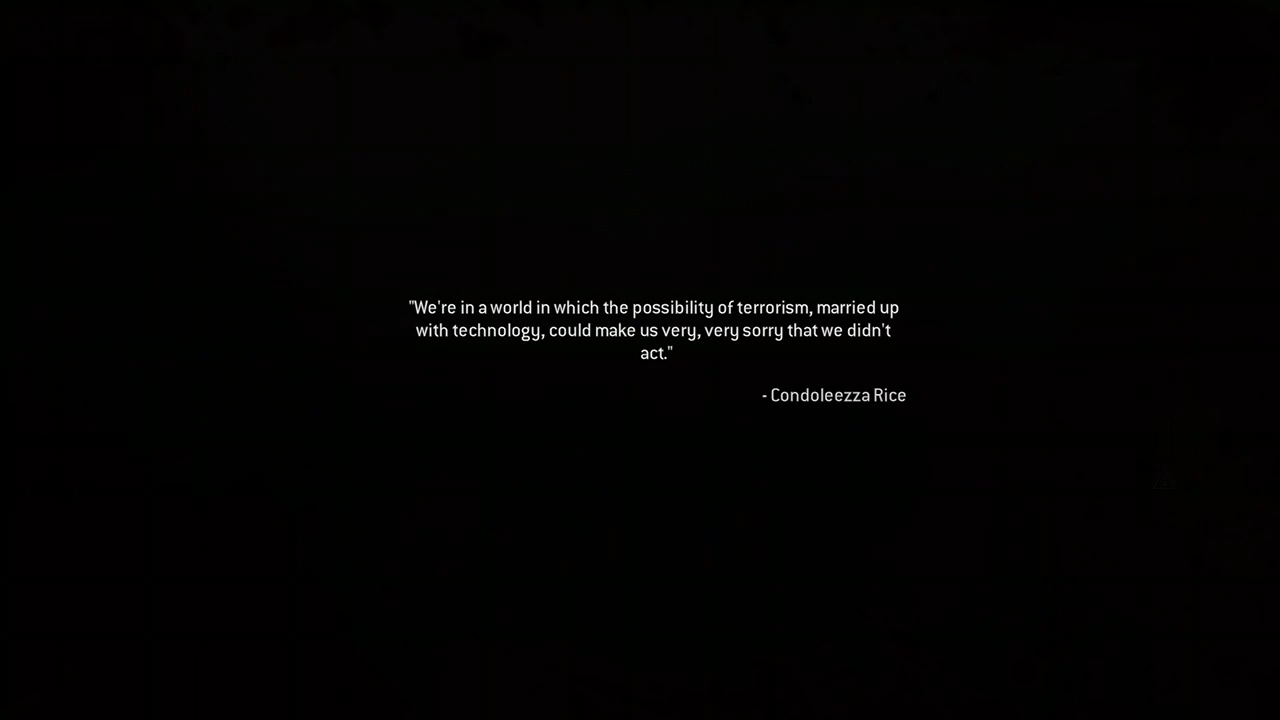 "We're in a world in which the possibility of terrorism, married up
with technology, could make us very, very sorry that we didn't
act."
- Condoleezza Rice